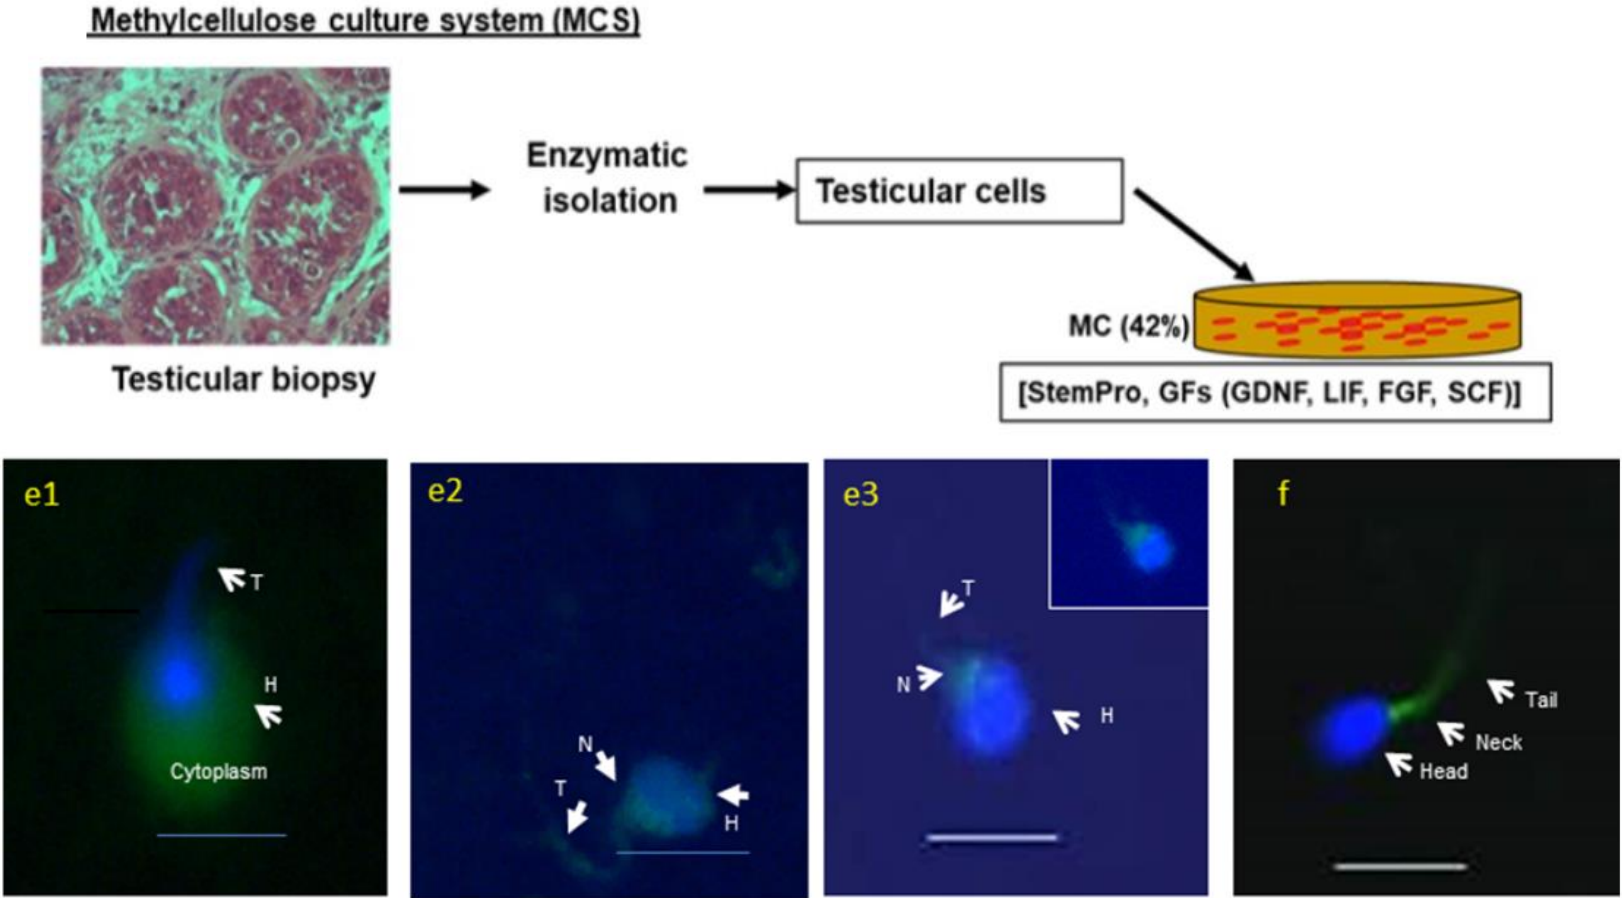 Methylcellulose culture system (MCS)
Enzymatic
isolation
Testicular cells
MC (42%)
Testicular biopsy
[StemPro, GFs (GDNF, LIF, FGF, SCF)]
e1
T
H
Cytoplasm
e2
N
T
H
e3
T
N
H
f
Tail
Neck
Head